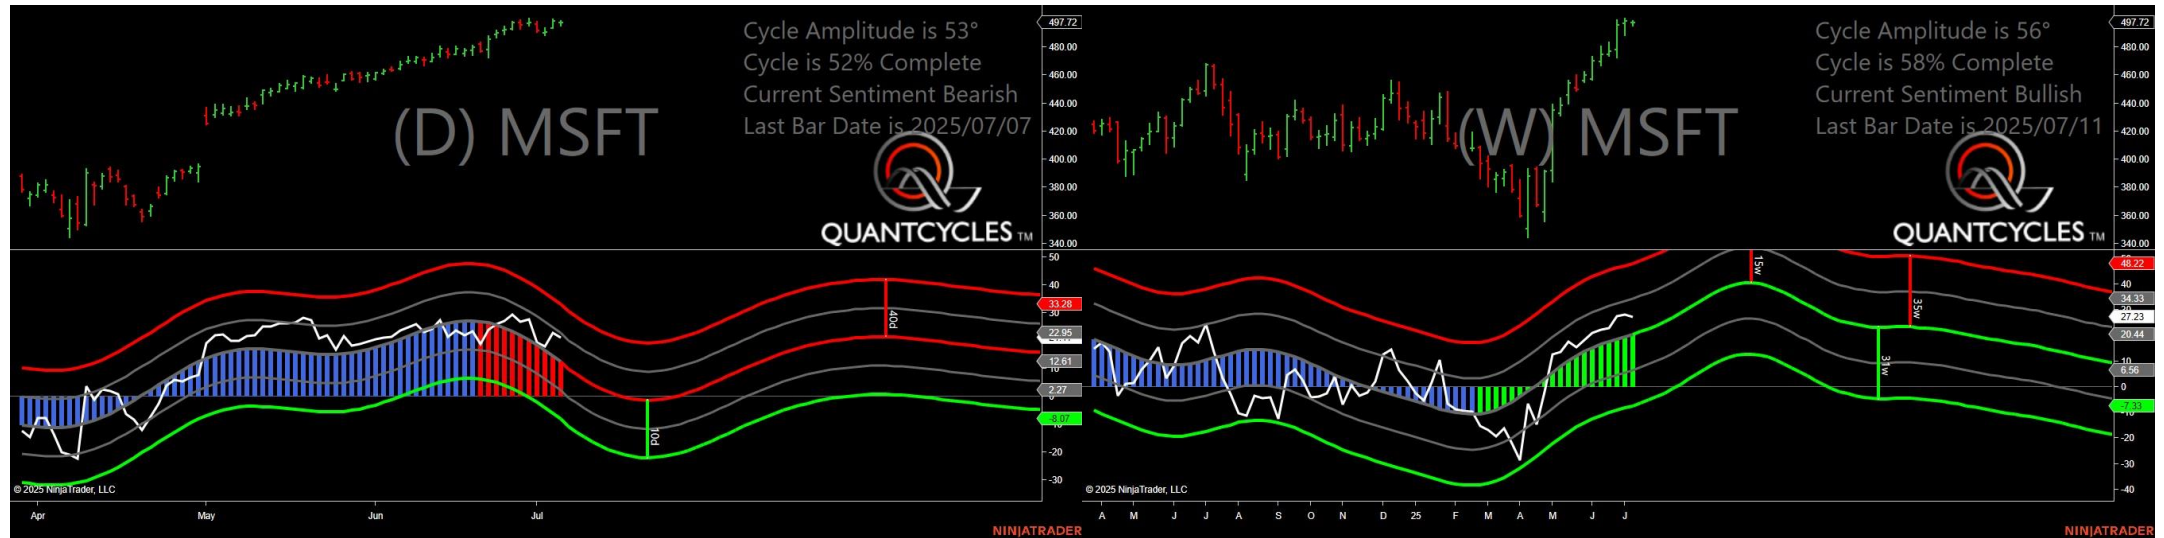 497.72
480.00
460.00
440.00
420.00
400.00
380.00
360.00
340.00
Cycle Amplitude is 53°
Cycle is 52% Complete
Current Sentiment Bearish
Last Bar Date is 2025/07/07
(D) MSFT
QUANTCYCLES TM
50
40
33.28
30
22.95
12.61
10
2.27
0
-8.07
-20
-30
40d
10d
© 2025 NinjaTrader, LLC
Apr May Jun Jul
NINJATRADER
497.72
480.00
460.00
440.00
420.00
400.00
380.00
360.00
340.00
Cycle Amplitude is 56°
Cycle is 58% Complete
Current Sentiment Bullish
Last Bar Date is 2025/07/11
(W) MSFT
QUANTCYCLES TM
48.22
40
34.33
27.23
20.44
10
6.56
0
-7.33
-20
-30
-40
15w
35w
31w
© 2025 NinjaTrader, LLC
A M J J A S O N D 25 F M A M J J
NINJATRADER